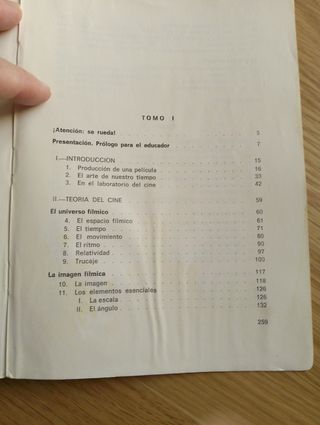 TOMO I
¡Atención: se rueda! 5
Presentación. Prólogo para el educador 7
I.—INTRODUCCION 15
1. Producción de una película 16
2. El arte de nuestro tiempo 33
3. En el laboratorio del cine 42
II.—TEORIA DEL CINE 59
El universo fílmico 60
4. El espacio fílmico 61
5. El tiempo 71
6. El movimiento 80
7. El ritmo 90
8. Relatividad 97
9. Trucaje 100
La imagen fílmica 117
10. La imagen 118
11. Los elementos esenciales 126
I. La escala 126
II. El ángulo 132
259